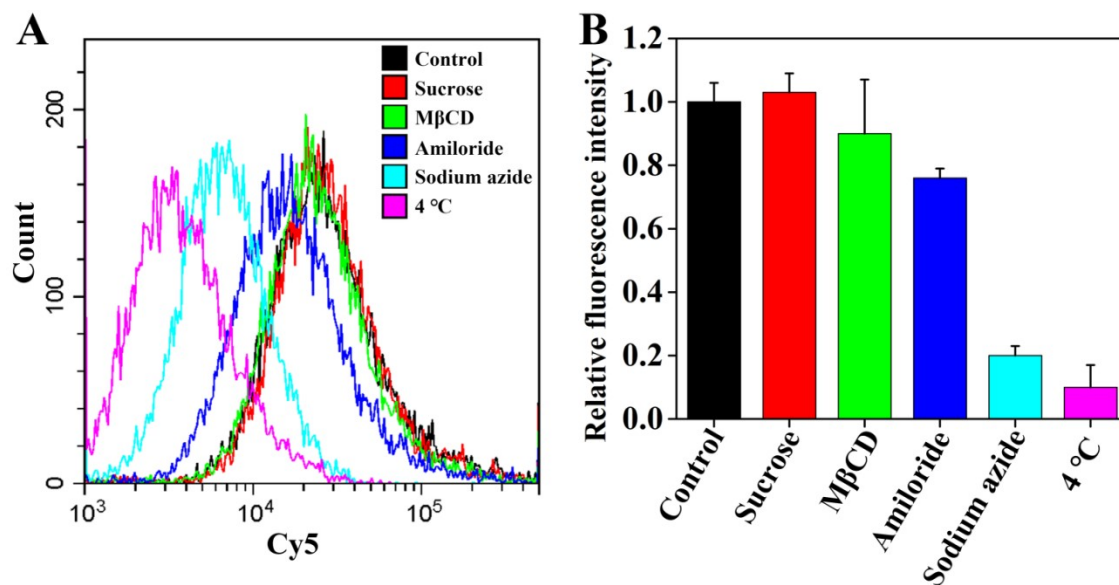 A
Count
200
100
0
Control
Sucrose
MβCD
Amiloride
Sodium azide
4 °C
10³
10⁴
10⁵
Cy5
B
Relative fluorescence intensity
1.2
1.0
0.8
0.6
0.4
0.2
0.0
Control
Sucrose
MβCD
Amiloride
Sodium azide
4 °C